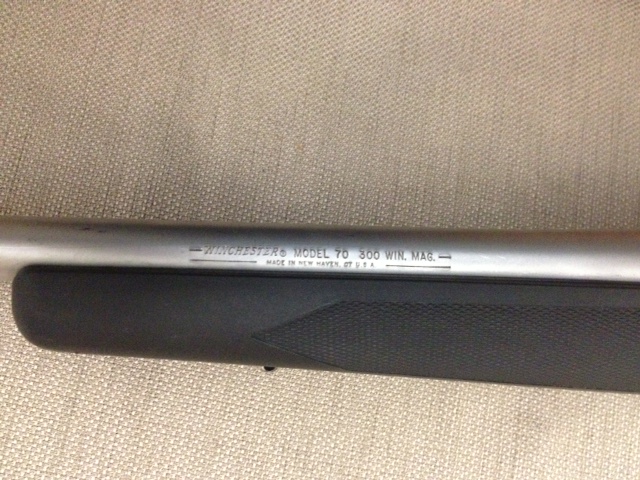 WINCHESTER® MODEL 70 300 WIN. MAG.
MADE IN NEW HAVEN, CT U.S.A.